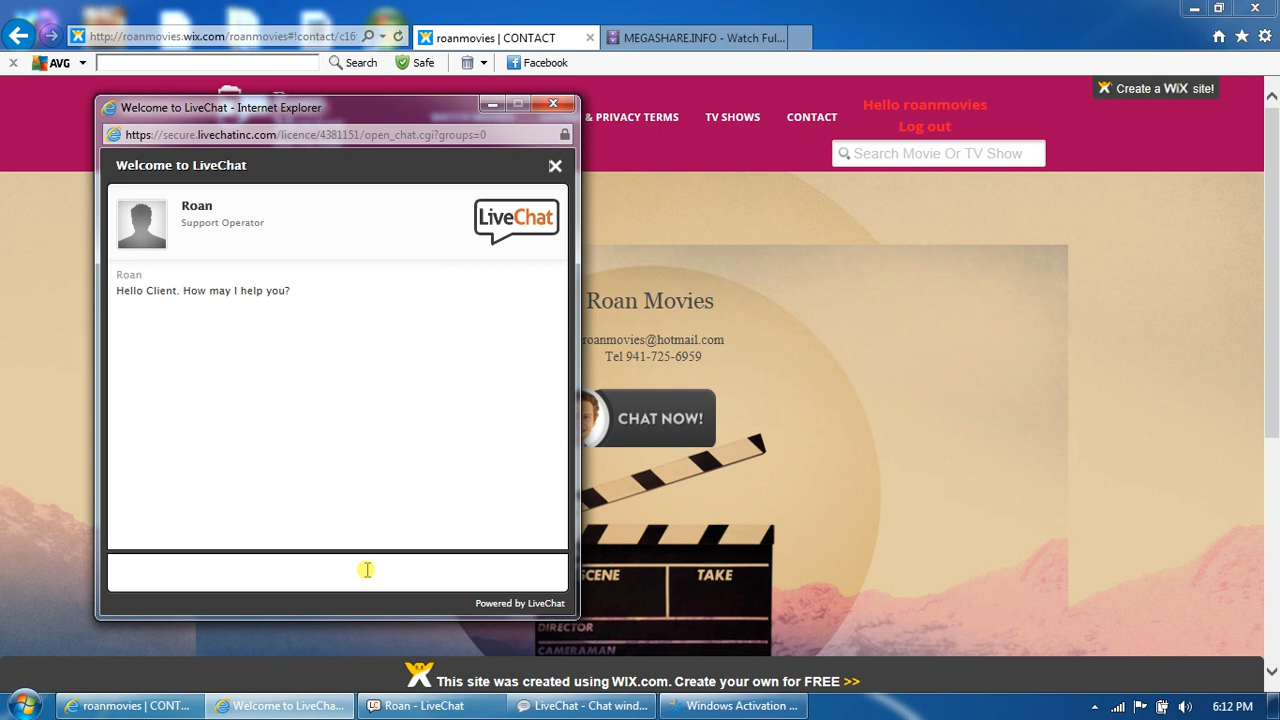 http://roanmovies.wix.com/roanmovies#!contact/c16
roanmovies | CONTACT
MEGASHARE.INFO - Watch Ful...
AVG
Search
Safe
Facebook
Create a WiX site!
Hello roanmovies
Log out
& PRIVACY TERMS
TV SHOWS
CONTACT
Search Movie Or TV Show
Welcome to LiveChat - Internet Explorer
https://secure.livechatinc.com/licence/4381151/open_chat.cgi?groups=0
Welcome to LiveChat
Roan
Support Operator
LiveChat
Roan
Hello Client. How may I help you?
Powered by LiveChat
Roan Movies
roanmovies@hotmail.com
Tel 941-725-6959
CHAT NOW!
SCENE
TAKE
DIRECTOR
CAMERAMAN
This site was created using WIX.com. Create your own for FREE >>
roanmovies | CONT...
Welcome to LiveCha...
Roan - LiveChat
LiveChat - Chat wind...
Windows Activation ...
6:12 PM